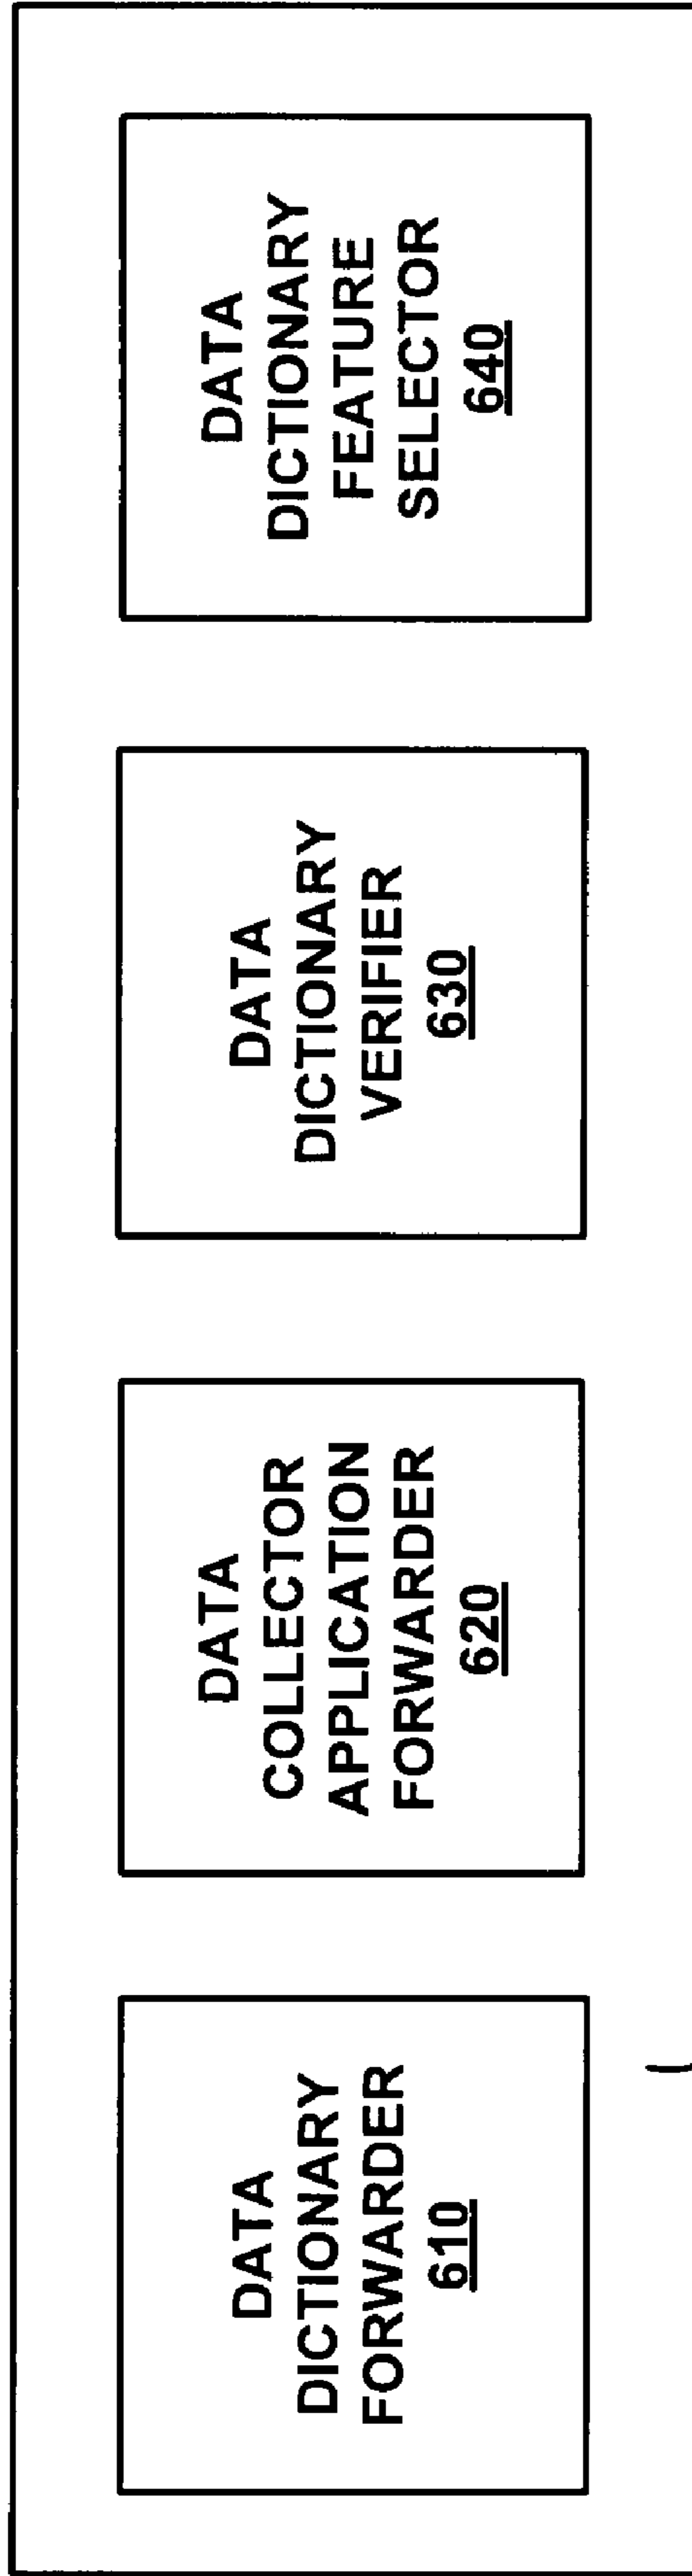 DATA
DICTIONARY
FORWARDER
610
DATA
COLLECTOR
APPLICATION
FORWARDER
620
DATA
DICTIONARY
VERIFIER
630
DATA
DICTIONARY
FEATURE
SELECTOR
640